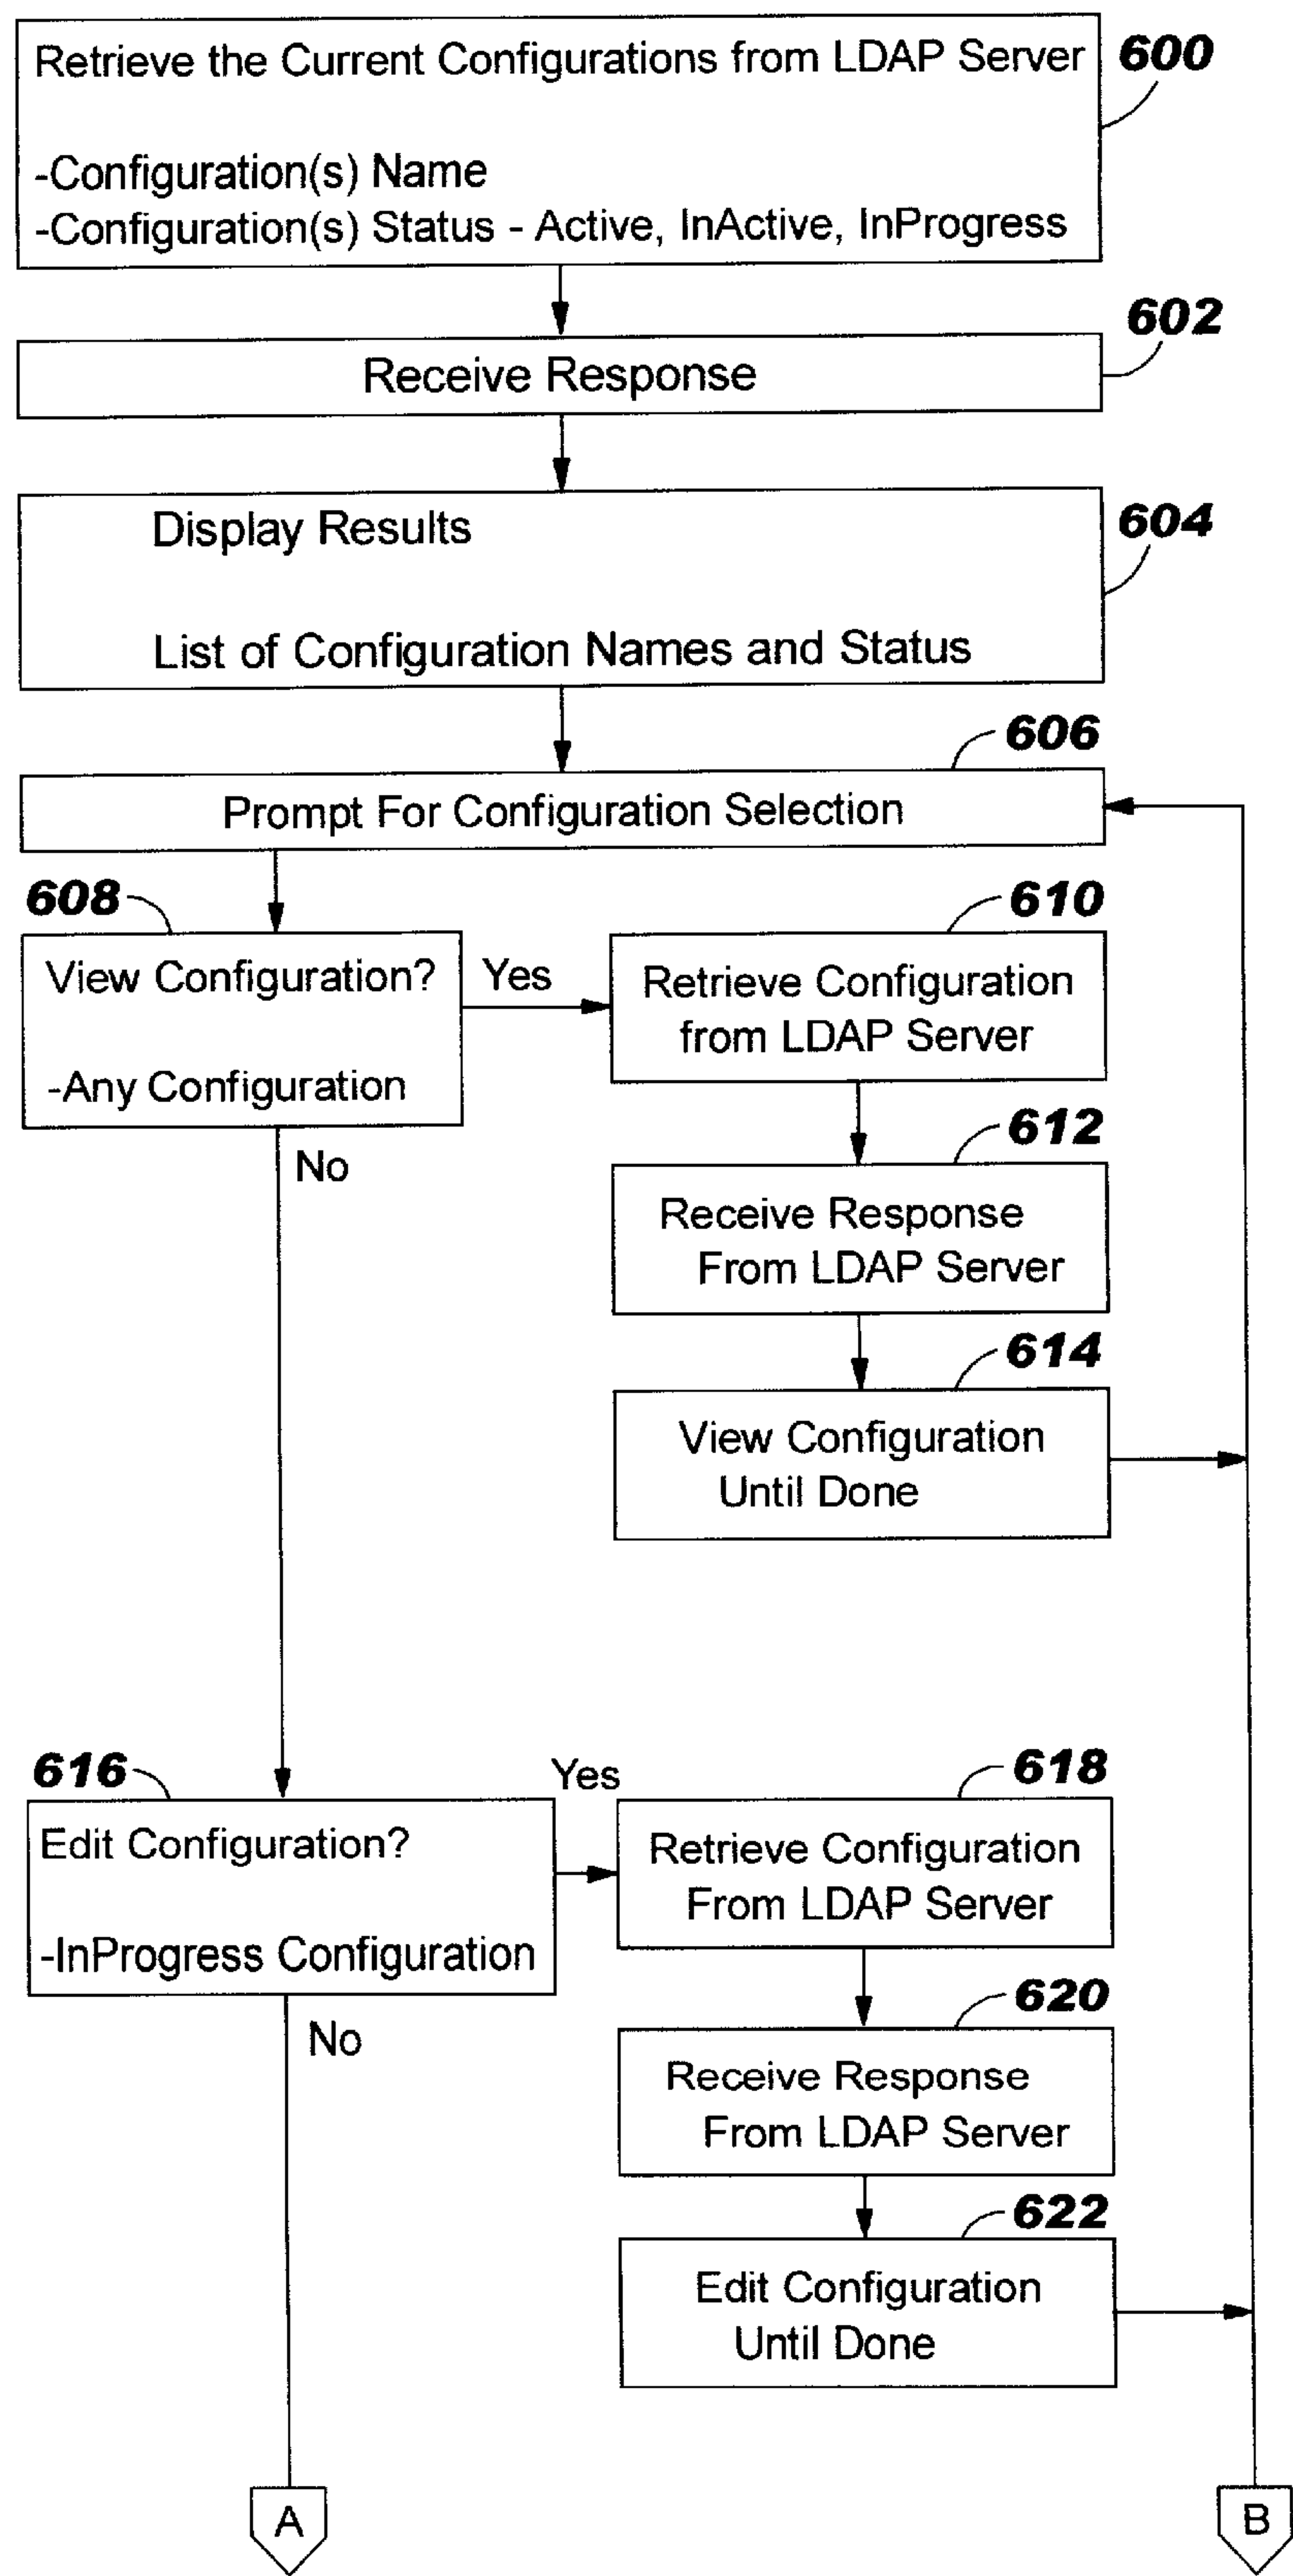 Retrieve the Current Configurations from LDAP Server
600
-Configuration(s) Name
-Configuration(s) Status - Active, InActive, InProgress
602
Receive Response
604
Display Results
List of Configuration Names and Status
606
Prompt For Configuration Selection
608
View Configuration?
-Any Configuration
Yes
No
610
Retrieve Configuration
from LDAP Server
612
Receive Response
From LDAP Server
614
View Configuration
Until Done
616
Edit Configuration?
-InProgress Configuration
Yes
No
618
Retrieve Configuration
From LDAP Server
620
Receive Response
From LDAP Server
622
Edit Configuration
Until Done
A
B